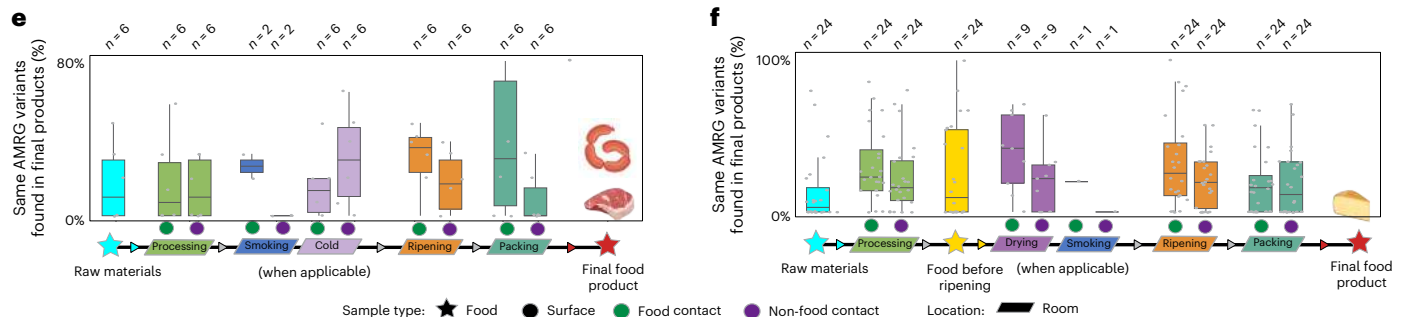 e
n = 6 n = 6 n = 6 n = 2 n = 2 n = 6 n = 6 n = 6 n = 6 n = 6 n = 6
Same AMRG variants
found in final products (%)
80%
0%
Processing Smoking Cold Ripening Packing
Raw materials
(when applicable)
Final food
product
f
n = 24 n = 24 n = 24 n = 24 n = 9 n = 9 n = 1 n = 1 n = 24 n = 24 n = 24 n = 24
Same AMRG variants
found in final products (%)
100%
0%
Processing Drying Smoking Ripening Packing
Raw materials
Food before
ripening
(when applicable)
Final food
product
Sample type: Food Surface Food contact Non-food contact Location: Room